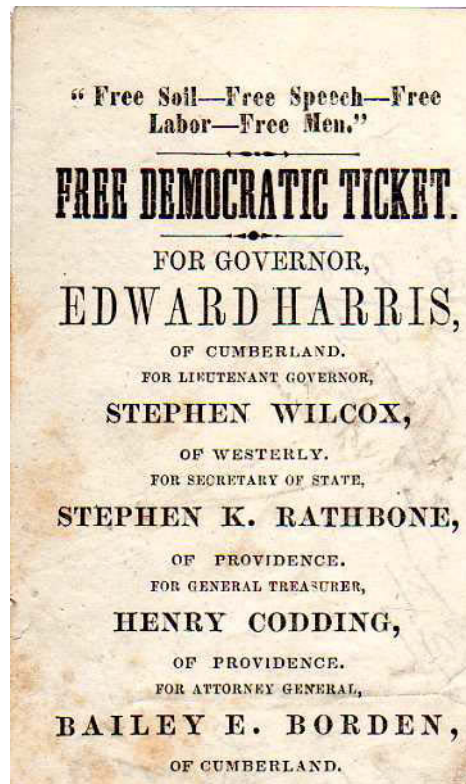 “ Free Soil—Free Speech—Free
Labor—Free Men.”
FREE DEMOCRATIC TICKET.
FOR GOVERNOR,
EDWARD HARRIS,
OF CUMBERLAND.
FOR LIEUTENANT GOVERNOR,
STEPHEN WILCOX,
OF WESTERLY.
FOR SECRETARY OF STATE,
STEPHEN K. RATHBONE,
OF PROVIDENCE.
FOR GENERAL TREASURER,
HENRY CODDING,
OF PROVIDENCE.
FOR ATTORNEY GENERAL,
BAILEY E. BORDEN,
OF CUMBERLAND.